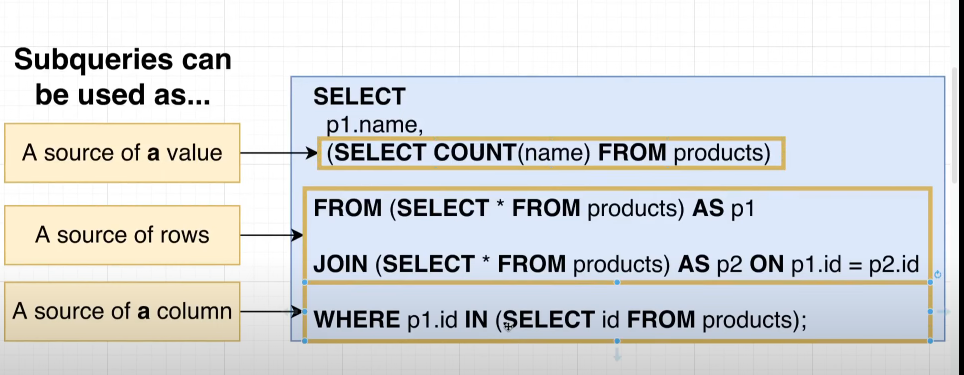 Subqueries can
be used as...
A source of a value
A source of rows
A source of a column
SELECT
p1.name,
(SELECT COUNT(name) FROM products)
FROM (SELECT * FROM products) AS p1
JOIN (SELECT * FROM products) AS p2 ON p1.id = p2.id
WHERE p1.id IN (SELECT id FROM products);